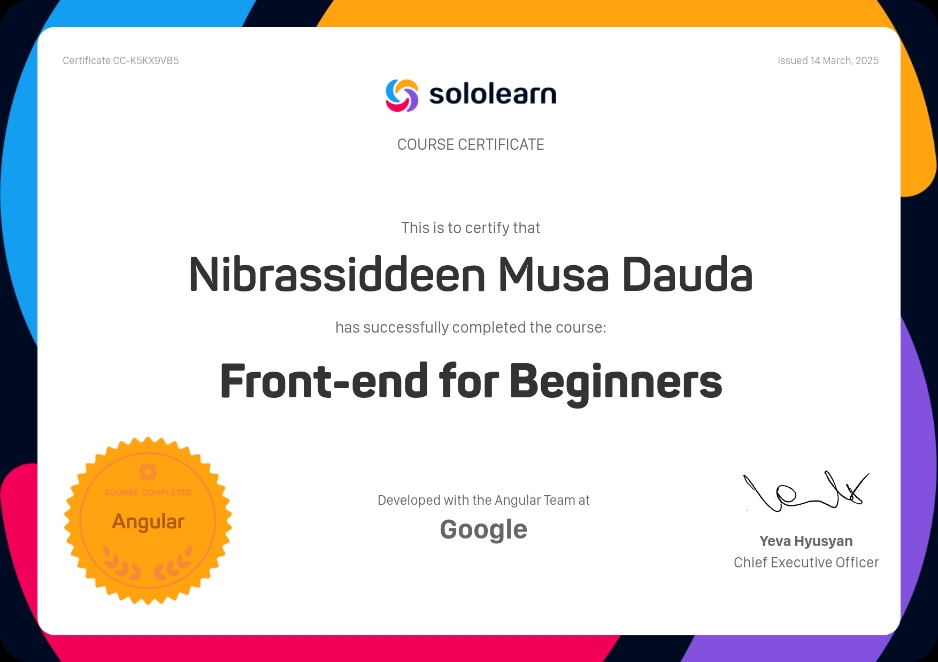 Certificate CC-K5KX9VB5
Issued 14 March, 2025
sololearn
COURSE CERTIFICATE
This is to certify that
Nibrassiddeen Musa Dauda
has successfully completed the course:
Front-end for Beginners
COURSE COMPLETED
Angular
Developed with the Angular Team at
Google
Yeva Hyusyan
Chief Executive Officer